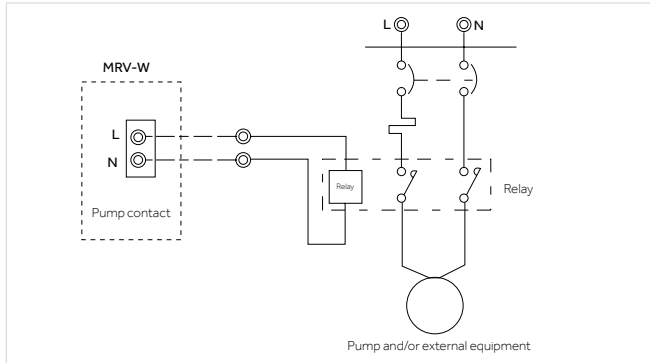 L
N
MRV-W
L
N
Pump contact
Relay
Relay
Pump and/or external equipment